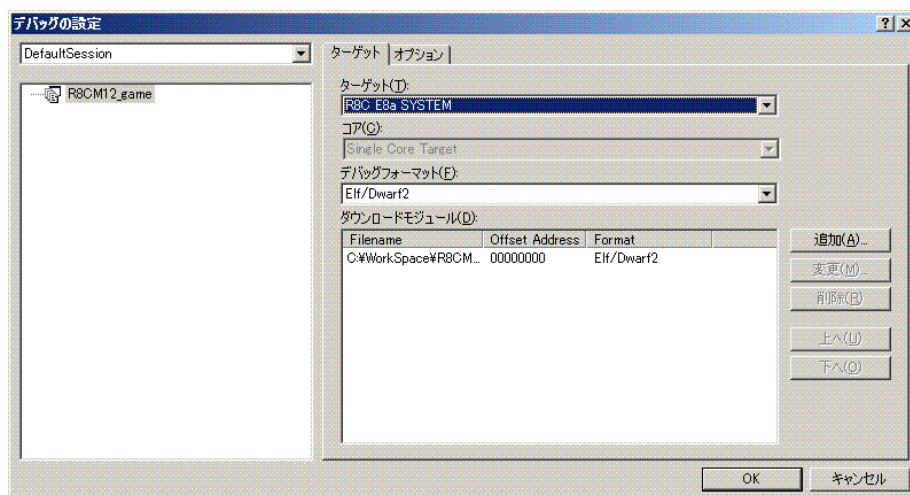 デバッグの設定
DefaultSession
R8CM12_game
ターゲット
オプション
ターゲット(T):
R8C E8a SYSTEM
コア(C):
Single Core Target
デバッグフォーマット(F):
Elf/Dwarf2
ダウンロードモジュール(D):
Filename Offset Address Format
C:¥WorkSpace¥R8CM... 00000000 Elf/Dwarf2
追加(A)...
変更(M)...
削除(R)
上へ(U)
下へ(O)
OK
キャンセル